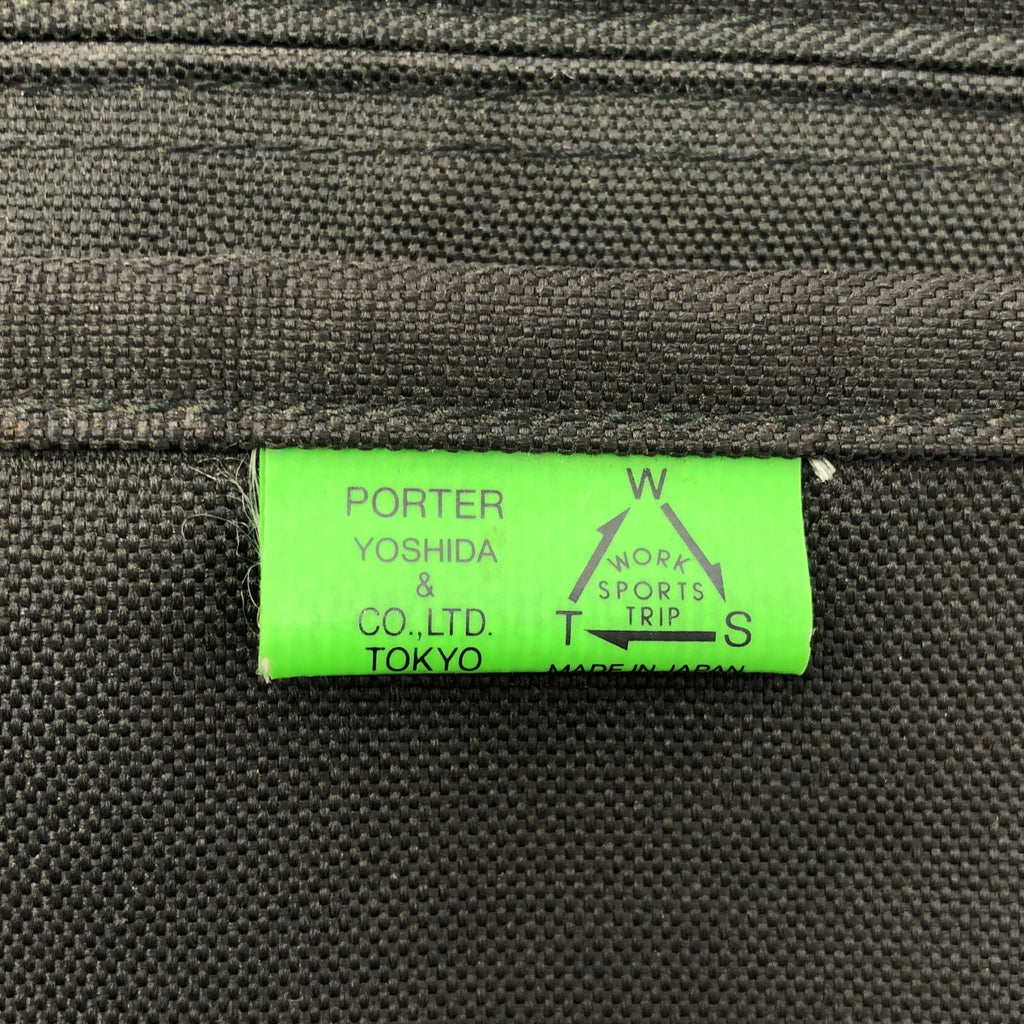 PORTER
YOSHIDA
&
CO.,LTD.
TOKYO
W
WORK
SPORTS
TRIP
T S
MADE IN JAPAN